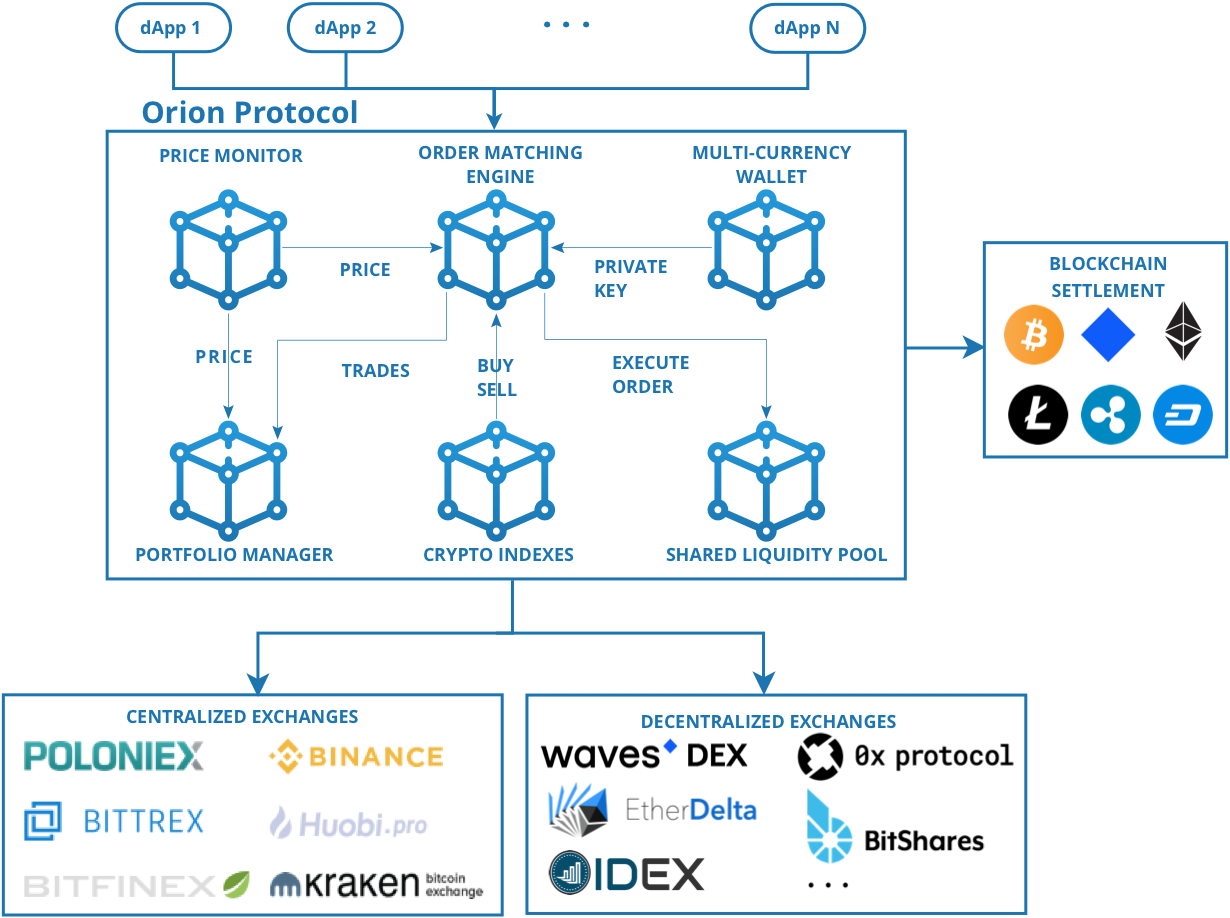 dApp 1
dApp 2
. . .
dApp N
Orion Protocol
PRICE MONITOR
ORDER MATCHING
ENGINE
MULTI-CURRENCY
WALLET
PRICE
PRIVATE
KEY
PRICE
TRADES
BUY
SELL
EXECUTE
ORDER
PORTFOLIO MANAGER
CRYPTO INDEXES
SHARED LIQUIDITY POOL
BLOCKCHAIN
SETTLEMENT
CENTRALIZED EXCHANGES
POLONIEX
BINANCE
BITTREX
Huobi.pro
BITFINEX
kraken bitcoin
exchange
DECENTRALIZED EXCHANGES
waves DEX
0x protocol
EtherDelta
BitShares
IDEX
. . .